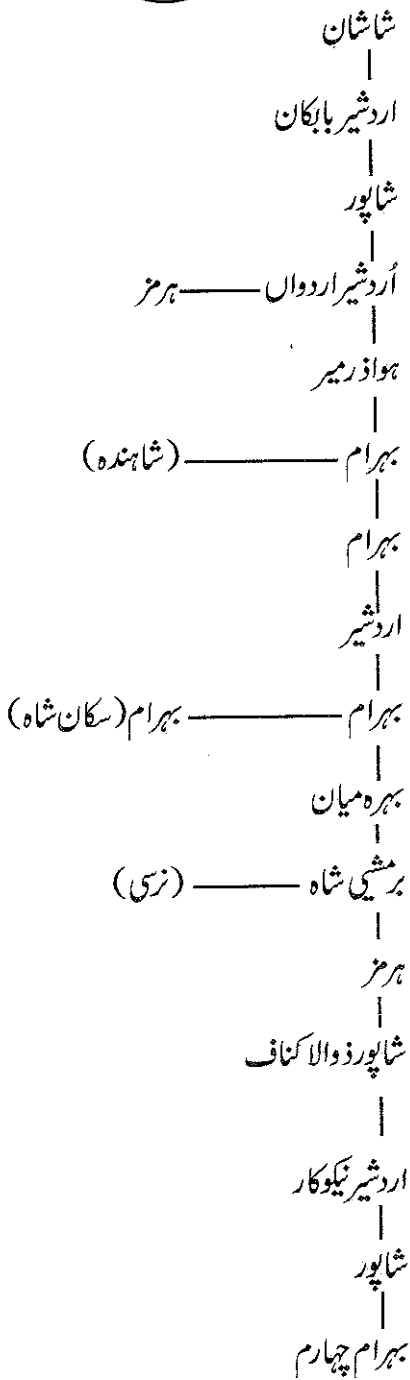 شاشان
اردشیر بابکان
شاپور
اُردشیر اردواں ——— ہرمز
ہواذرمیر
بہرام ——— (شاہندہ)
بہرام
اردشیر
بہرام ——— بہرام (سکان شاہ)
بہرہ میان
برمشیی شاہ ——— (نرسی)
ہرمز
شاپور ذوالاکناف
اردشیر نیکوکار
شاپور
بہرام چہارم